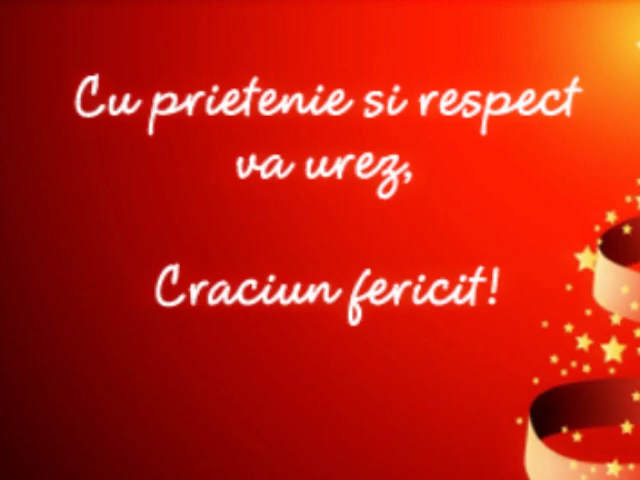 Cu prietenie si respect
va urez,
Craciun fericit!